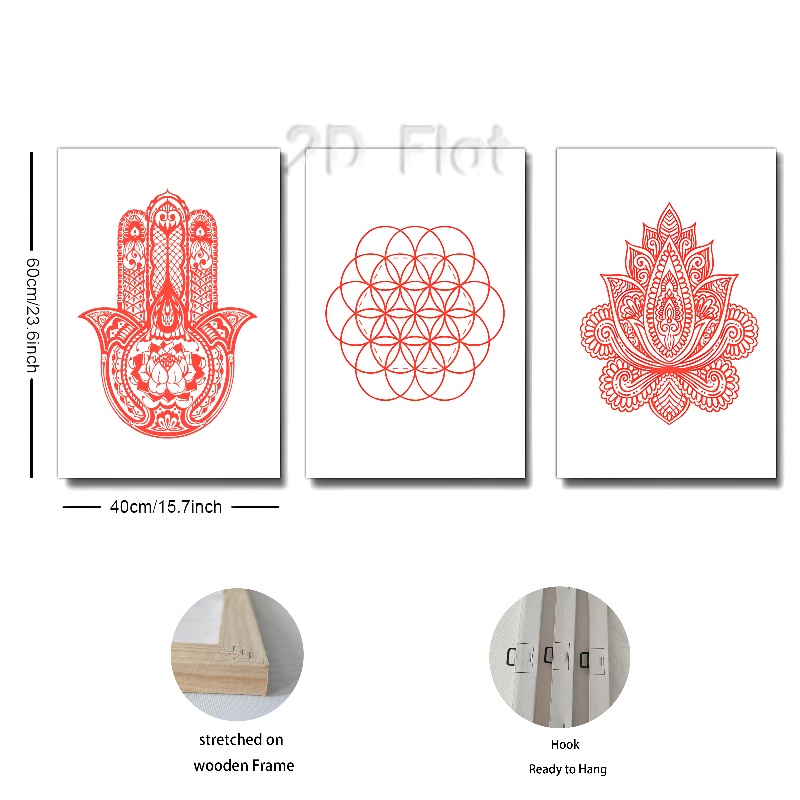 2D Flat
60cm/23.6inch
40cm/15.7inch
stretched on
wooden Frame
Hook
Ready to Hang